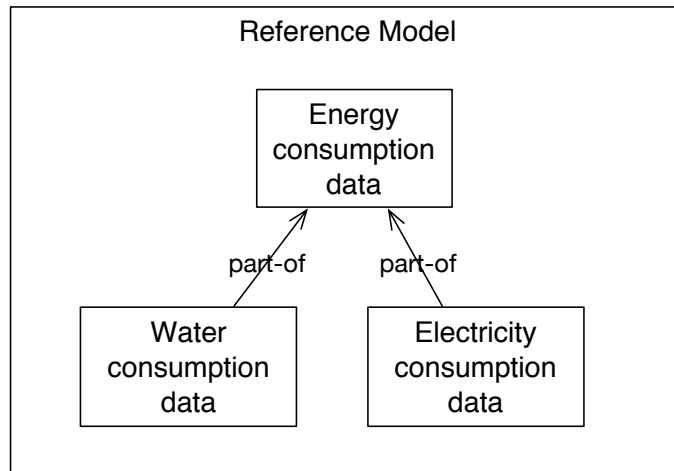 Reference Model
Energy
consumption
data
part-of
part-of
Water
consumption
data
Electricity
consumption
data